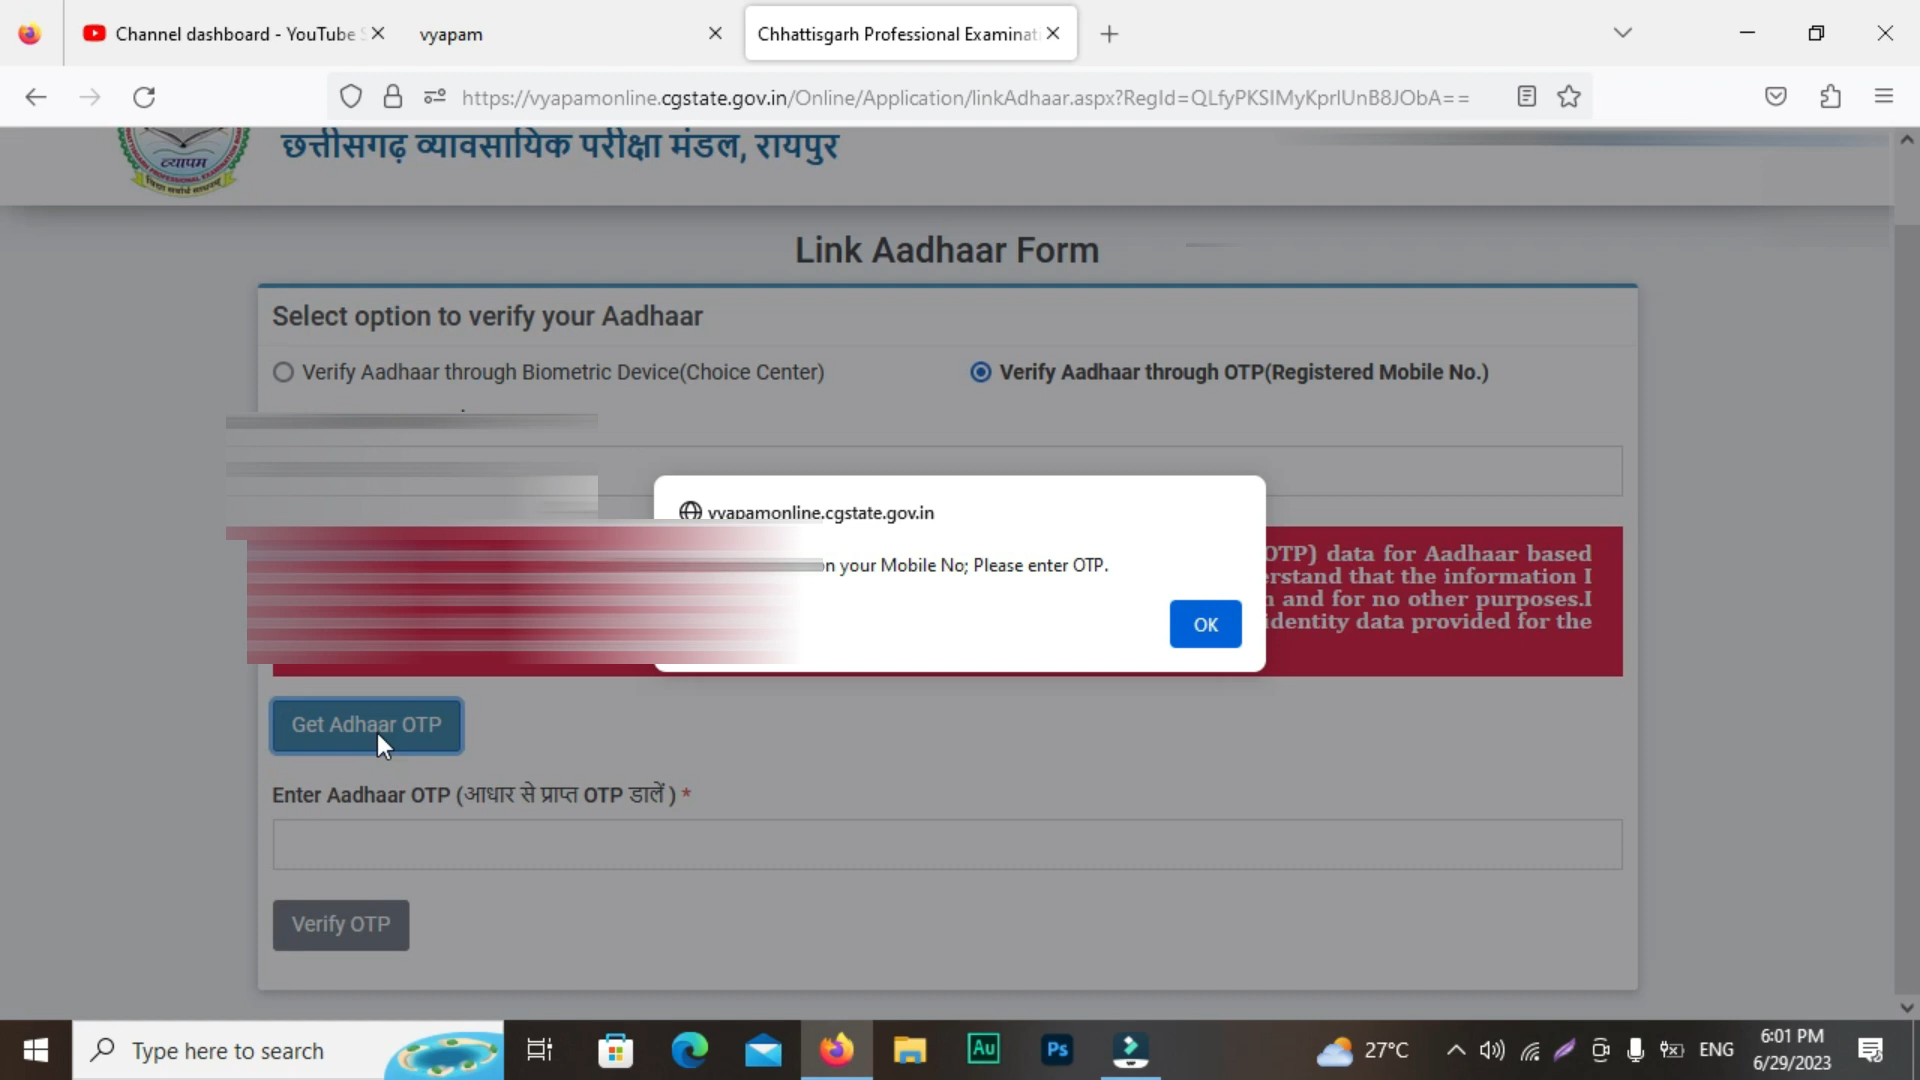 Channel dashboard - YouTube
vyapam
Chhattisgarh Professional Examinat
https://vyapamonline.cgstate.gov.in/Online/Application/linkAdhaar.aspx?RegId=QLfyPKSIMyKprlUnB8JObA==
व्यापम
छत्तीसगढ़ व्यावसायिक परीक्षा मंडल, रायपुर
Link Aadhaar Form
Select option to verify your Aadhaar
Verify Aadhaar through Biometric Device(Choice Center)
Verify Aadhaar through OTP(Registered Mobile No.)
vyapamonline.cgstate.gov.in
n your Mobile No; Please enter OTP.
OK
OTP) data for Aadhaar based
rstand that the information I
and for no other purposes.I
identity data provided for the
Get Adhaar OTP
Enter Aadhaar OTP (आधार से प्राप्त OTP डालें ) *
Verify OTP
Type here to search
Au
Ps
27°C
ENG
6:01 PM
6/29/2023